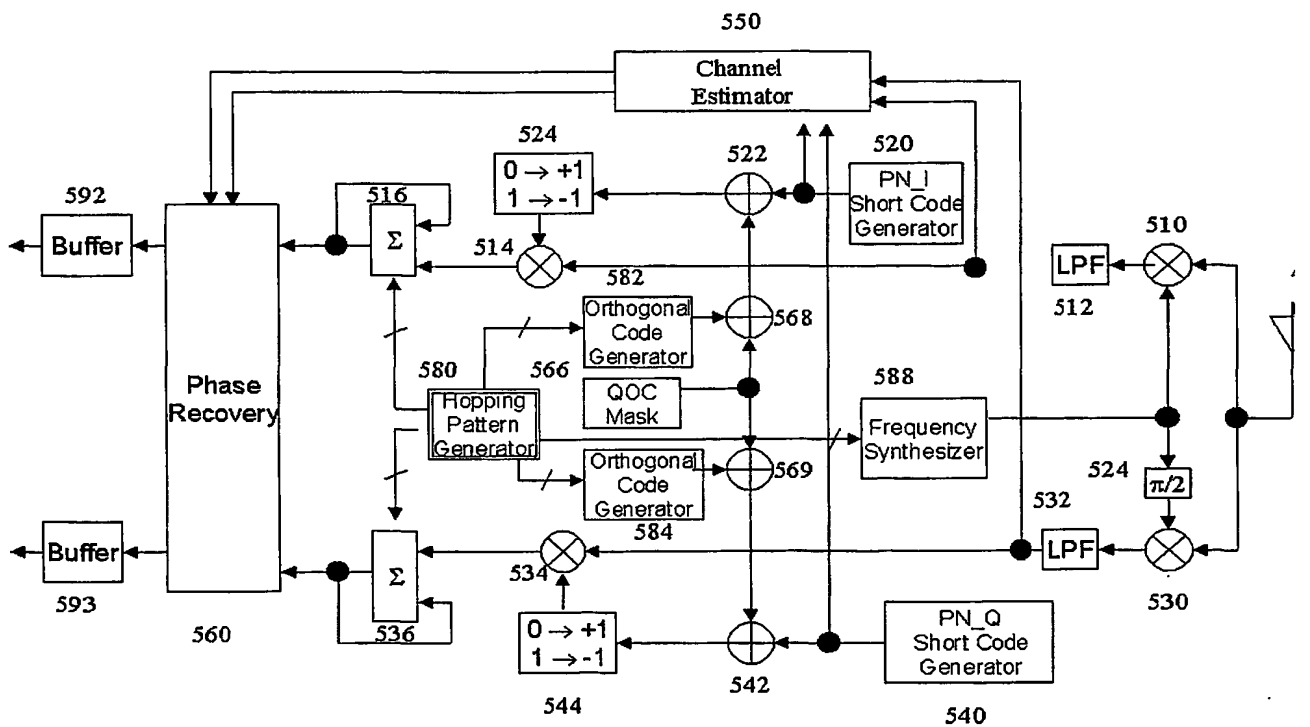 550
Channel
Estimator
524
0 → +1
1 → -1
522
520
PN_I
Short Code
Generator
592
Buffer
516
Σ
514
510
LPF
512
582
Orthogonal
Code
Generator
568
580
566
QOC
Mask
588
Phase
Recovery
Hopping
Pattern
Generator
Frequency
Synthesizer
569
524
π/2
Orthogonal
Code
Generator
584
532
LPF
530
Buffer
593
560
Σ
536
534
0 → +1
1 → -1
544
542
PN_Q
Short Code
Generator
540